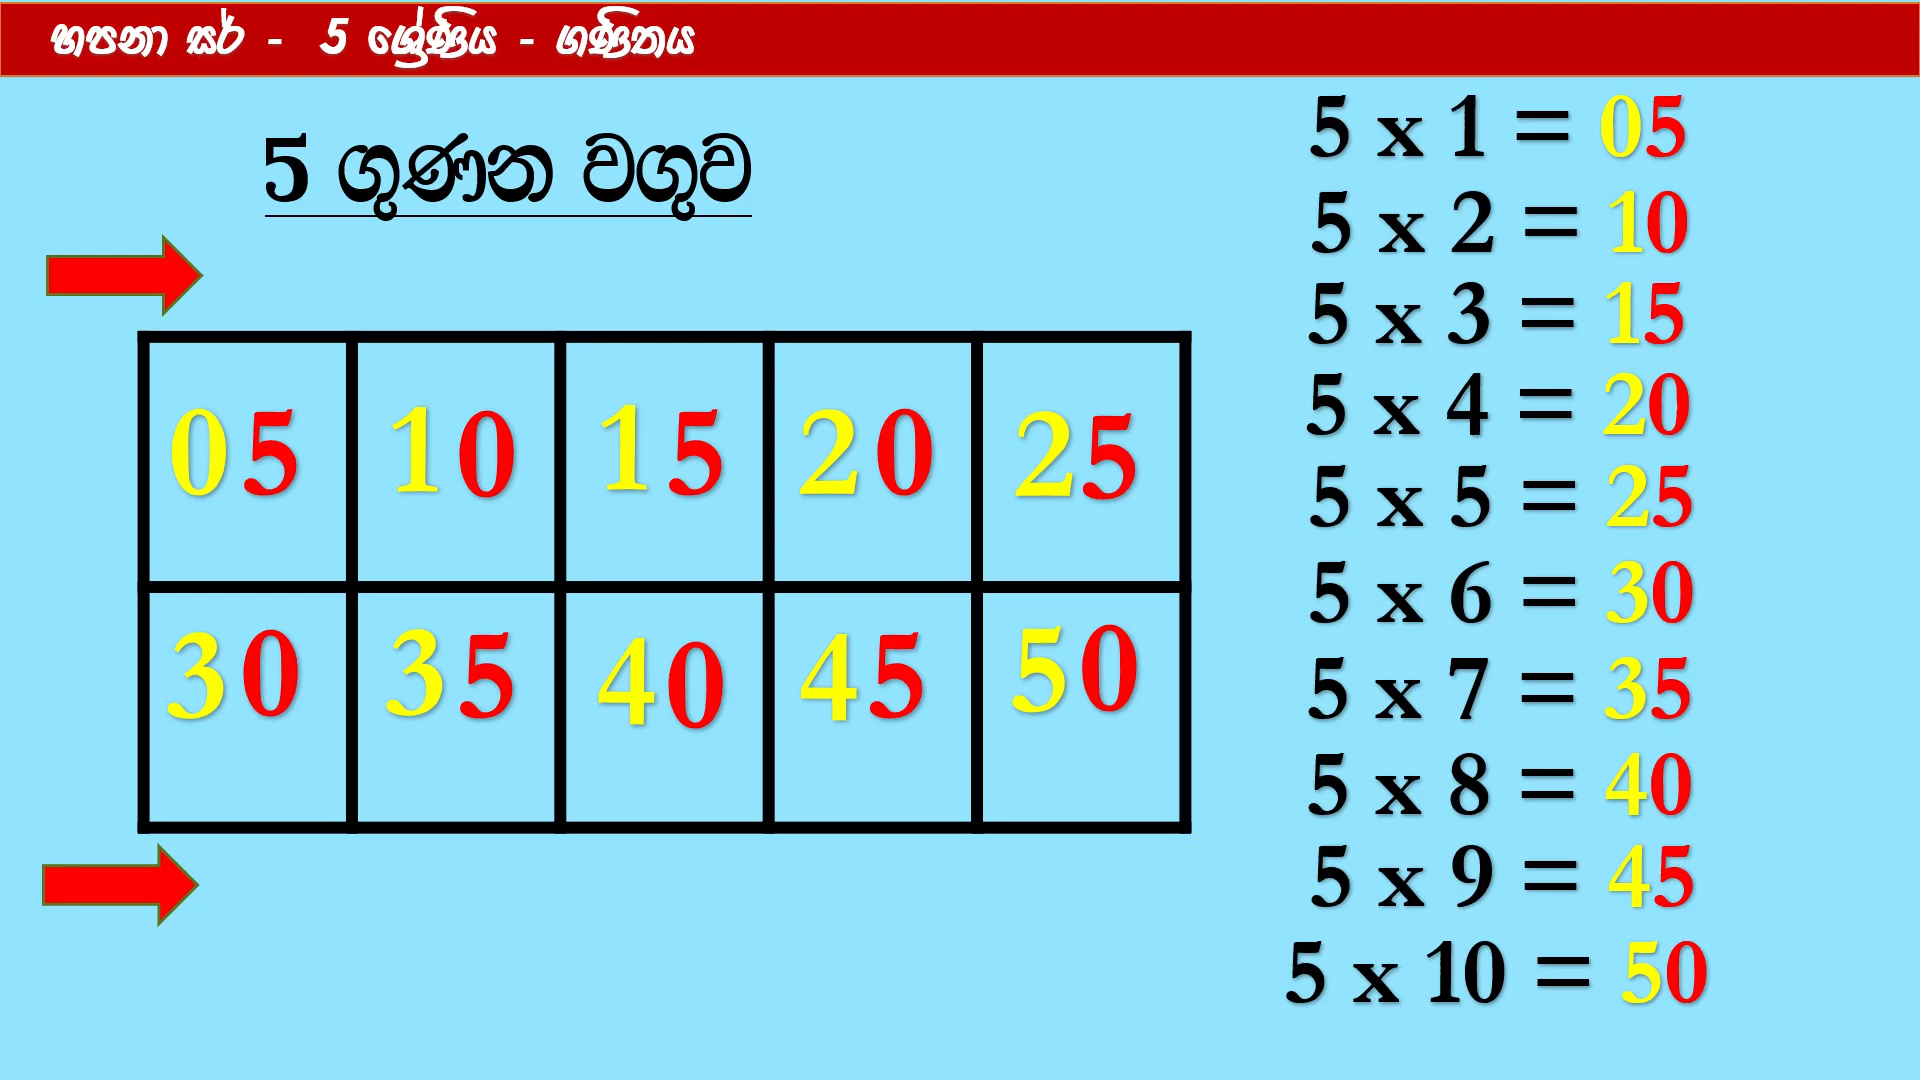 හපනා සර් - 5 ශ්‍රේණිය - ගණිතය
5 ගුණන වගුව
05 10 15 20 25
30 35 40 45 50
5 x 1 = 05
5 x 2 = 10
5 x 3 = 15
5 x 4 = 20
5 x 5 = 25
5 x 6 = 30
5 x 7 = 35
5 x 8 = 40
5 x 9 = 45
5 x 10 = 50